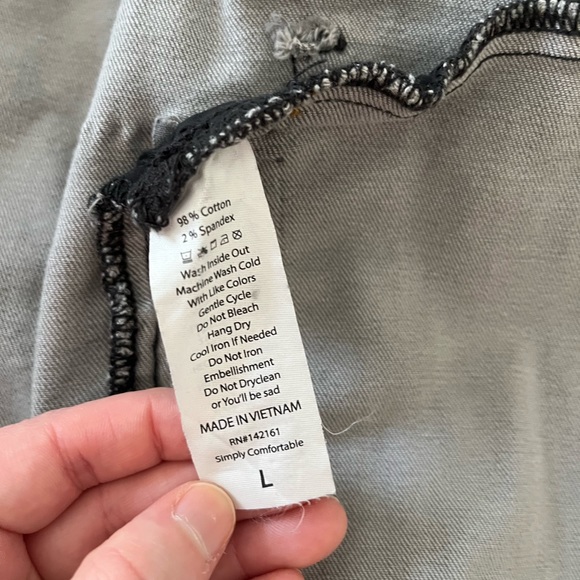 98 % Cotton
2 % Spandex
Wash Inside Out
Machine Wash Cold
With Like Colors
Gentle Cycle
Do Not Bleach
Hang Dry
Cool Iron If Needed
Do Not Iron
Embellishment
Do Not Dryclean
or You'll be sad
MADE IN VIETNAM
RN#142161
Simply Comfortable
L